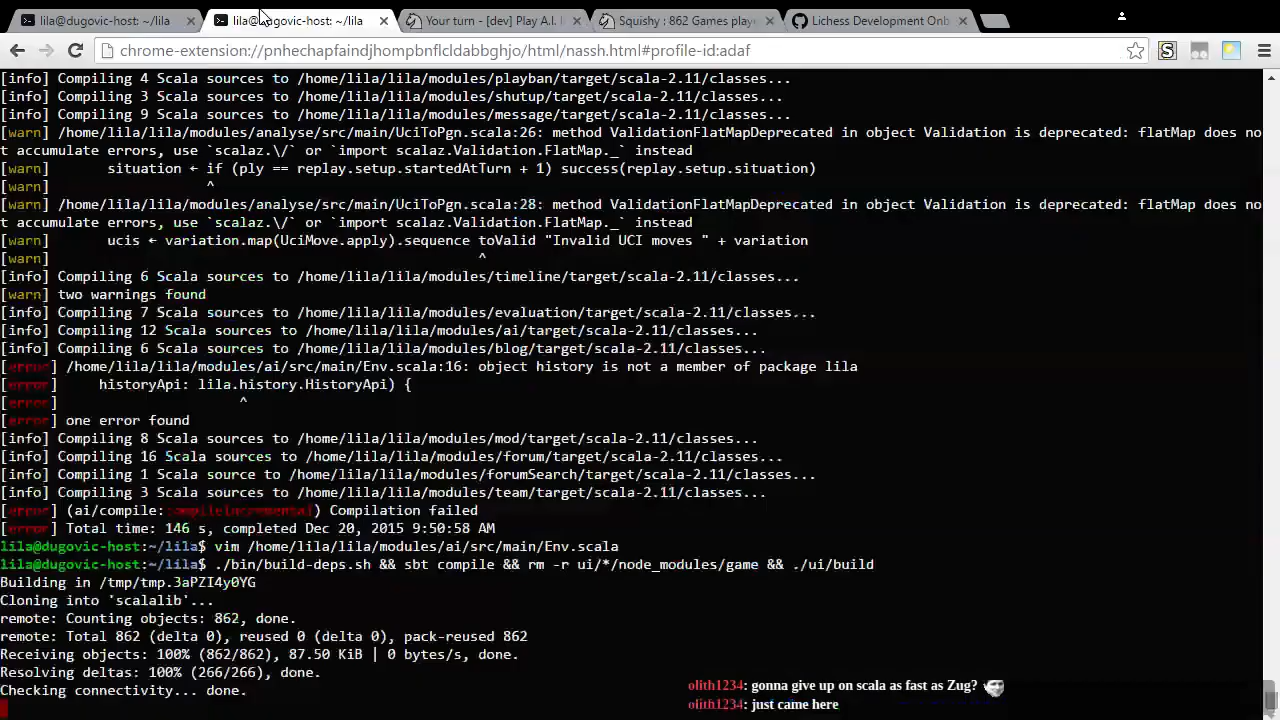 lila@dugovic-host: ~/lila
lila@dugovic-host: ~/lila
Your turn - [dev] Play A.I. l
Squishy : 862 Games playe
Lichess Development Onb
chrome-extension://pnhechapfaindjhompbnflcldabbghjo/html/nassh.html#profile-id:adaf
[info] Compiling 4 Scala sources to /home/lila/lila/modules/playban/target/scala-2.11/classes...
[info] Compiling 3 Scala sources to /home/lila/lila/modules/shutup/target/scala-2.11/classes...
[info] Compiling 9 Scala sources to /home/lila/lila/modules/message/target/scala-2.11/classes...
[warn] /home/lila/lila/modules/analyse/src/main/UciToPgn.scala:26: method ValidationFlatMapDeprecated in object Validation is deprecated: flatMap does no
t accumulate errors, use `scalaz.\/` or `import scalaz.Validation.FlatMap._` instead
[warn]       situation ← if (ply == replay.setup.startedAtTurn + 1) success(replay.setup.situation)
[warn]                    ^
[warn] /home/lila/lila/modules/analyse/src/main/UciToPgn.scala:28: method ValidationFlatMapDeprecated in object Validation is deprecated: flatMap does no
t accumulate errors, use `scalaz.\/` or `import scalaz.Validation.FlatMap._` instead
[warn]       ucis ← variation.map(UciMove.apply).sequence toValid "Invalid UCI moves " + variation
[warn]                                                     ^
[info] Compiling 6 Scala sources to /home/lila/lila/modules/timeline/target/scala-2.11/classes...
[warn] two warnings found
[info] Compiling 7 Scala sources to /home/lila/lila/modules/evaluation/target/scala-2.11/classes...
[info] Compiling 12 Scala sources to /home/lila/lila/modules/ai/target/scala-2.11/classes...
[info] Compiling 6 Scala sources to /home/lila/lila/modules/blog/target/scala-2.11/classes...
[error] /home/lila/lila/modules/ai/src/main/Env.scala:16: object history is not a member of package lila
[error]     historyApi: lila.history.HistoryApi) {
[error]                      ^
[error] one error found
[info] Compiling 8 Scala sources to /home/lila/lila/modules/mod/target/scala-2.11/classes...
[info] Compiling 16 Scala sources to /home/lila/lila/modules/forum/target/scala-2.11/classes...
[info] Compiling 1 Scala source to /home/lila/lila/modules/forumSearch/target/scala-2.11/classes...
[info] Compiling 3 Scala sources to /home/lila/lila/modules/team/target/scala-2.11/classes...
[error] (ai/compile:compileIncremental) Compilation failed
[error] Total time: 146 s, completed Dec 20, 2015 9:50:58 AM
lila@dugovic-host:~/lila$ vim /home/lila/lila/modules/ai/src/main/Env.scala
lila@dugovic-host:~/lila$ ./bin/build-deps.sh && sbt compile && rm -r ui/*/node_modules/game && ./ui/build
Building in /tmp/tmp.3aPZI4y0YG
Cloning into 'scalalib'...
remote: Counting objects: 862, done.
remote: Total 862 (delta 0), reused 0 (delta 0), pack-reused 862
Receiving objects: 100% (862/862), 87.50 KiB | 0 bytes/s, done.
Resolving deltas: 100% (266/266), done.
Checking connectivity... done.
olith1234: gonna give up on scala as fast as Zug?
olith1234: just came here